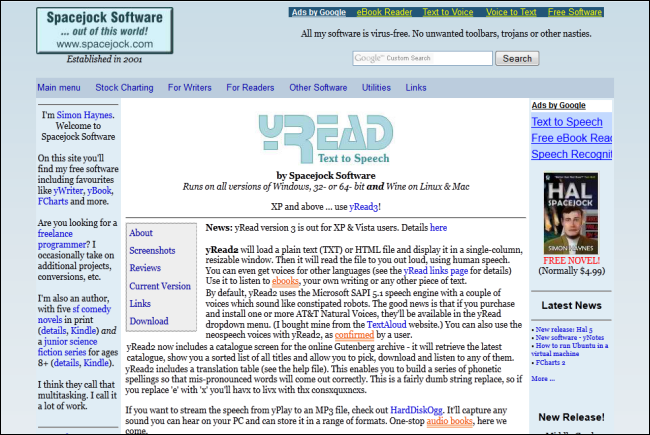 Spacejock Software
... out of this world!
www.spacejock.com
Established in 2001
Ads by Google eBook Reader Text to Voice Voice to Text Free Software
All my software is virus-free. No unwanted toolbars, trojans or other nasties.
Google™ Custom Search Search
Main menu Stock Charting For Writers For Readers Other Software Utilities Links
I'm Simon Haynes.
Welcome to
Spacejock Software
On this site you'll
find my free software
including favourites
like yWriter, yBook,
FCharts and more.
Are you looking for a
freelance
programmer? I
occasionally take on
additional projects,
conversions, etc.
I'm also an author,
with five sf comedy
novels in print
(details, Kindle) and
a junior science
fiction series for ages
8+ (details, Kindle).
I think they call that
multitasking. I call it
a lot of work.
yREAD
Text to Speech
by Spacejock Software
Runs on all versions of Windows, 32- or 64- bit and Wine on Linux & Mac
XP and above ... use yRead3!
About
Screenshots
Reviews
Current Version
Links
Download
News: yRead version 3 is out for XP & Vista users. Details here
yRead2 will load a plain text (TXT) or HTML file and display it in a single-column,
resizable window. Then it will read the file to you out loud, using human speech.
You can even get voices for other languages (see the yRead links page for details)
Use it to listen to ebooks, your own writing or any other piece of text.
By default, yRead2 uses the Microsoft SAPI 5.1 speech engine with a couple of
voices which sound like constipated robots. The good news is that if you purchase
and install one or more AT&T Natural Voices, they'll be available in the yRead
dropdown menu. (I bought mine from the TextAloud website.) You can also use the
neospeech voices with yRead2, as confirmed by a user.
yRead2 now includes a catalogue screen for the online Gutenberg archive - it will retrieve the latest
catalogue, show you a sorted list of all titles and allow you to pick, download and listen to any of them.
yRead2 includes a translation table (see the help file). This enables you to build a series of phonetic
spellings so that mis-pronounced words will come out correctly. This is a fairly dumb string replace, so if
you replace 'e' with 'x' you'll havx to livx with thx consxquxncxs.
If you want to stream the speech from yPlay to an MP3 file, check out HardDiskOgg. It'll capture any
sound you can hear on your PC and can store it in a range of formats. One-stop audio books, here we
come.
Ads by Google
Text to Speech
Free eBook Rea
Speech Recognit
HAL
SPACEJOCK
SIMON HAYNES
FREE NOVEL!
(Normally $4.99)
Latest News
• New release: Hal 5
• New software - yNotes
• How to run Ubuntu in a
virtual machine
• FCharts 2
More ...
New Release!